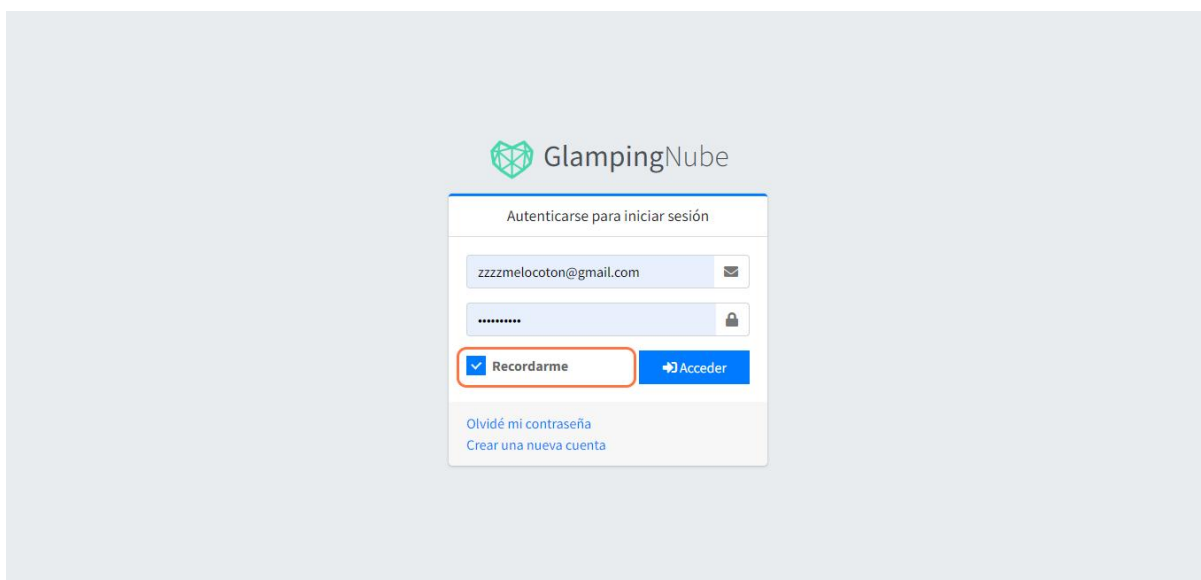 GlampingNube
Autenticarse para iniciar sesión
zzzzmelocoton@gmail.com
••••••••••
Recordarme
Acceder
Olvidé mi contraseña
Crear una nueva cuenta